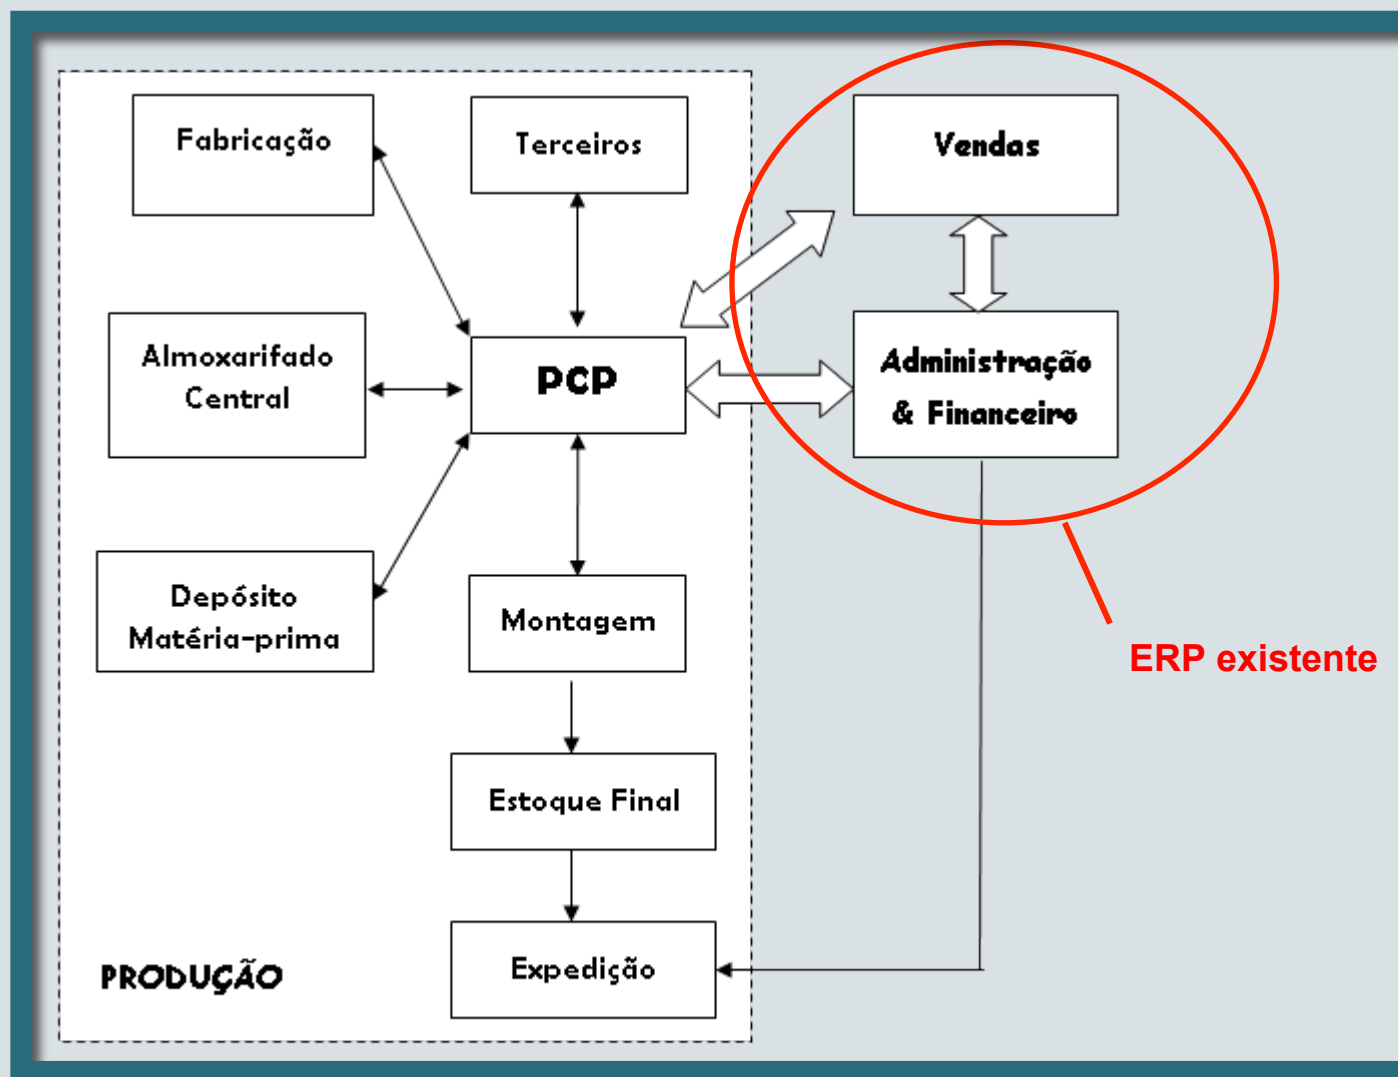 Fabricação
Terceiros
Vendas
Almoxarifado
Central
PCP
Administração
& Financeiro
Depósito
Matéria-prima
Montagem
ERP existente
Estoque Final
Expedição
PRODUÇÃO